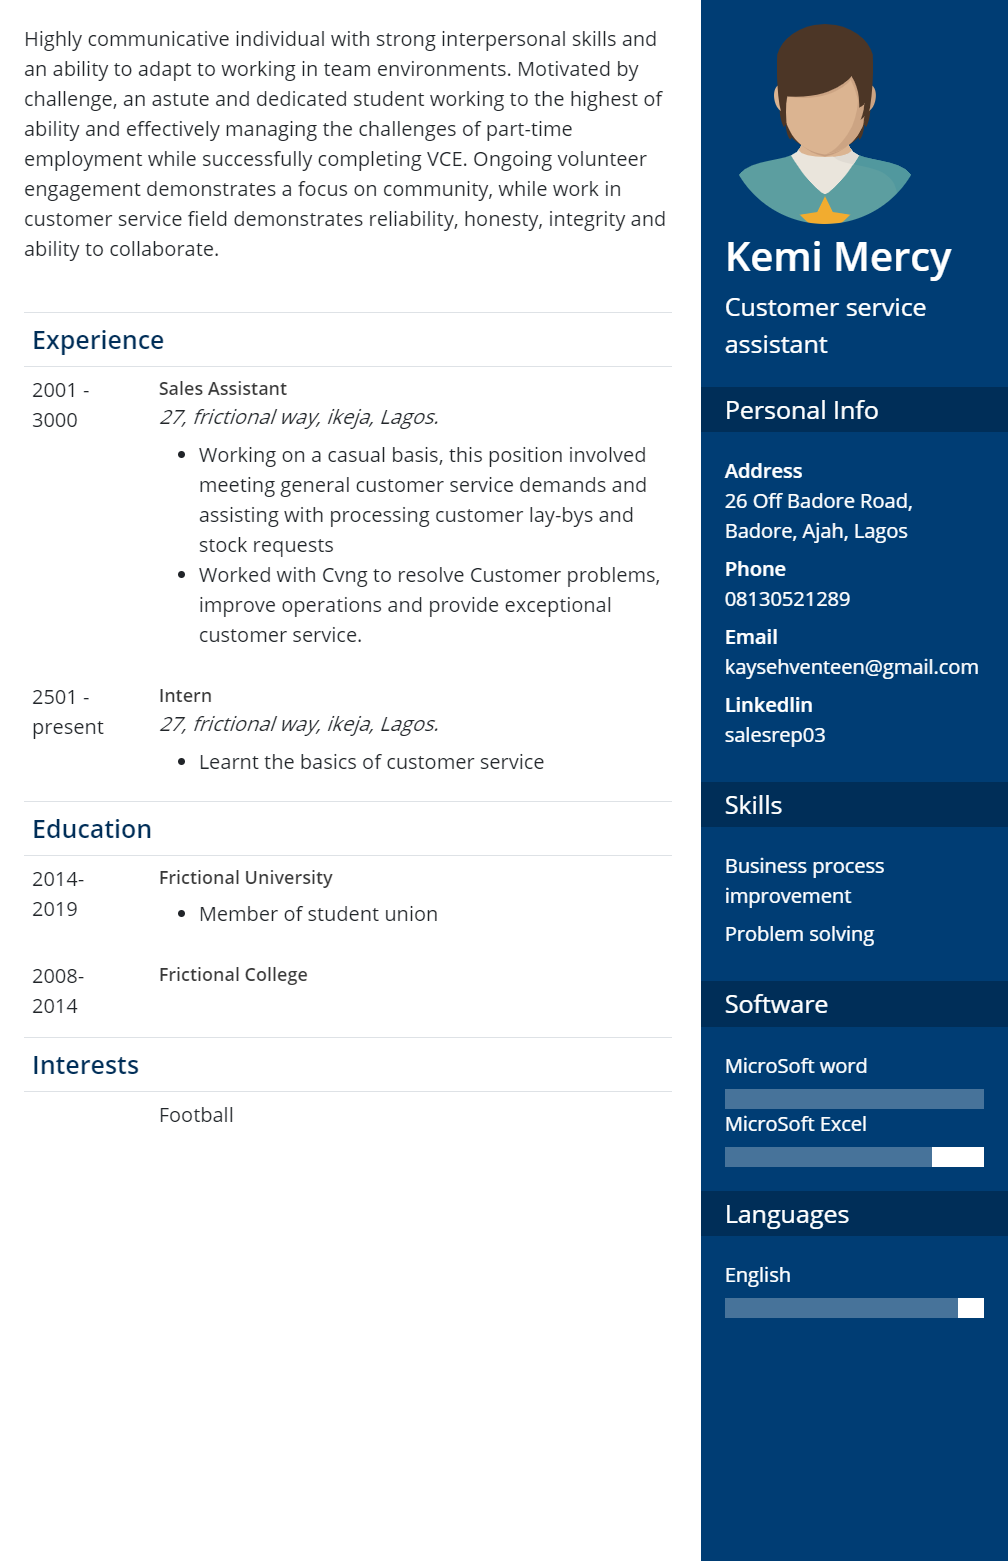 Highly communicative individual with strong interpersonal skills and
an ability to adapt to working in team environments. Motivated by
challenge, an astute and dedicated student working to the highest of
ability and effectively managing the challenges of part-time
employment while successfully completing VCE. Ongoing volunteer
engagement demonstrates a focus on community, while work in
customer service field demonstrates reliability, honesty, integrity and
ability to collaborate.
Experience
2001 -
3000
Sales Assistant
27, frictional way, ikeja, Lagos.
• Working on a casual basis, this position involved
meeting general customer service demands and
assisting with processing customer lay-bys and
stock requests
• Worked with Cvng to resolve Customer problems,
improve operations and provide exceptional
customer service.
2501 -
present
Intern
27, frictional way, ikeja, Lagos.
• Learnt the basics of customer service
Education
2014-
2019
Frictional University
• Member of student union
2008-
2014
Frictional College
Interests
Football
Kemi Mercy
Customer service
assistant
Personal Info
Address
26 Off Badore Road,
Badore, Ajah, Lagos
Phone
08130521289
Email
kaysehventeen@gmail.com
Linkedlin
salesrep03
Skills
Business process
improvement
Problem solving
Software
MicroSoft word
MicroSoft Excel
Languages
English